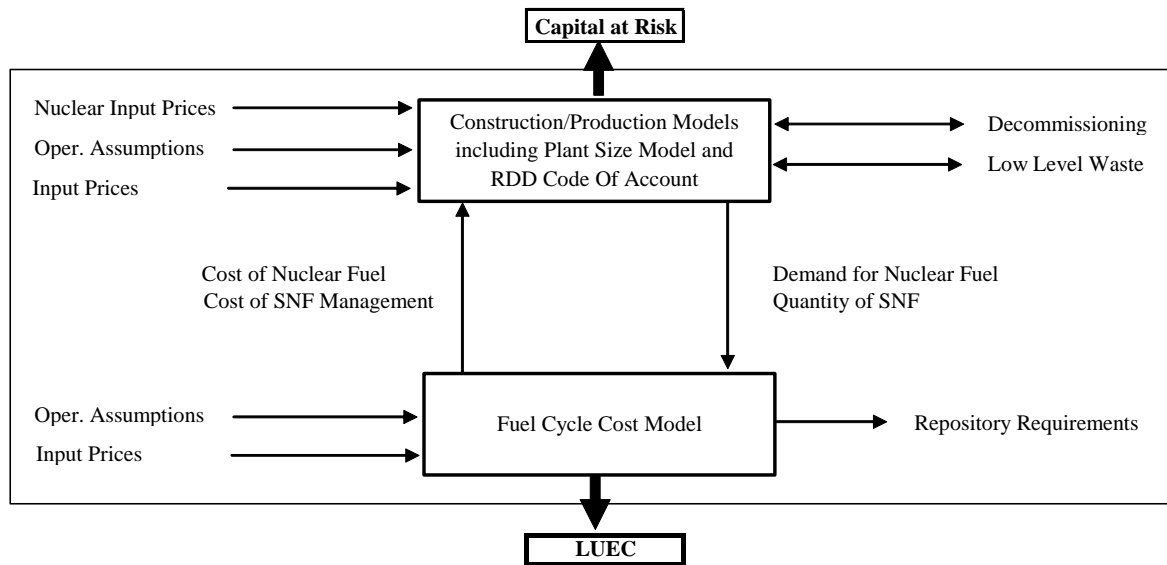 Capital at Risk
Nuclear Input Prices
Oper. Assumptions
Input Prices
Construction/Production Models
including Plant Size Model and
RDD Code Of Account
Decommissioning
Low Level Waste
Cost of Nuclear Fuel
Cost of SNF Management
Demand for Nuclear Fuel
Quantity of SNF
Oper. Assumptions
Input Prices
Fuel Cycle Cost Model
Repository Requirements
LUEC